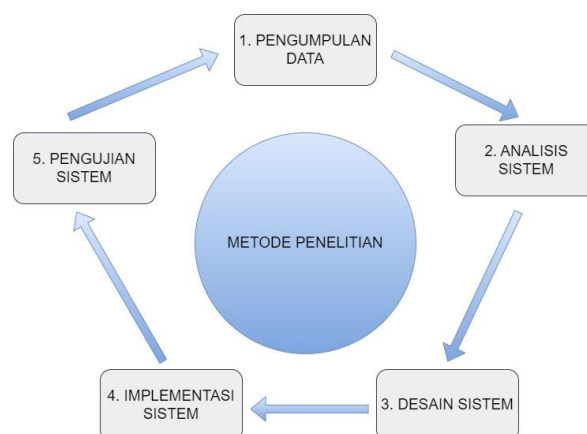 1. PENGUMPULAN
DATA
2. ANALISIS
SISTEM
3. DESAIN SISTEM
4. IMPLEMENTASI
SISTEM
5. PENGUJIAN
SISTEM
METODE PENELITIAN